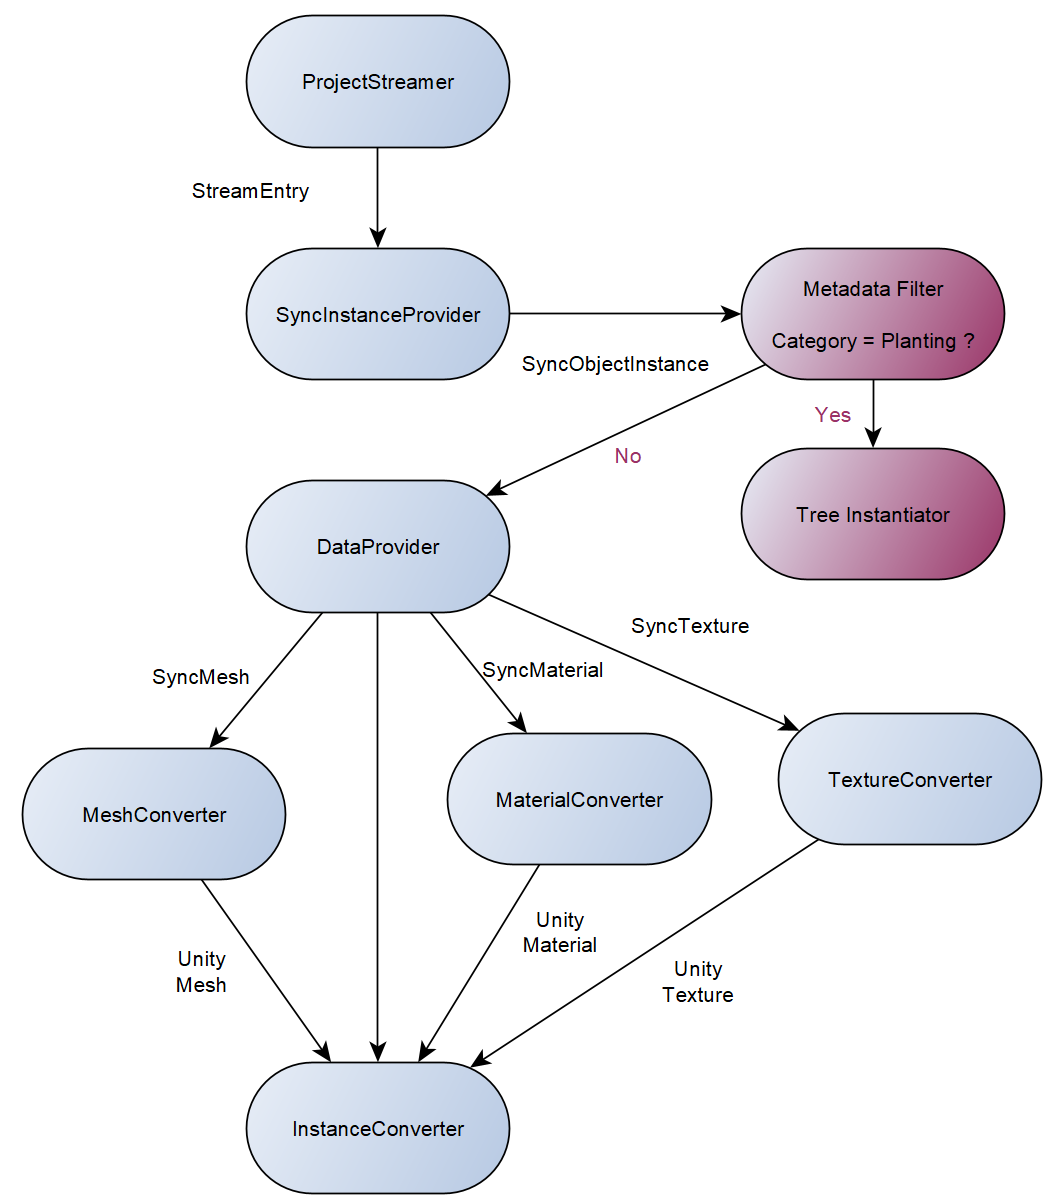 ProjectStreamer
StreamEntry
SyncInstanceProvider
Metadata Filter
Category = Planting ?
SyncObjectInstance
Yes
No
Tree Instantiator
DataProvider
SyncTexture
SyncMesh
SyncMaterial
MeshConverter
MaterialConverter
TextureConverter
Unity
Mesh
Unity
Material
Unity
Texture
InstanceConverter